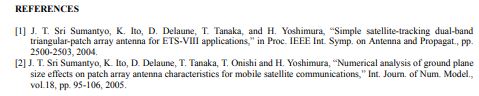 REFERENCES
[1] J. T. Sri Sumantyo, K. Ito, D. Delaune, T. Tanaka, and H. Yoshimura, “Simple satellite-tracking dual-band
triangular-patch array antenna for ETS-VIII applications,” in Proc. IEEE Int. Symp. on Antenna and Propagat., pp.
2500-2503, 2004.
[2] J. T. Sri Sumantyo, K. Ito, D. Delaune, T. Tanaka, T. Onishi and H. Yoshimura, “Numerical analysis of ground plane
size effects on patch array antenna characteristics for mobile satellite communications,” Int. Journ. of Num. Model.,
vol.18, pp. 95-106, 2005.